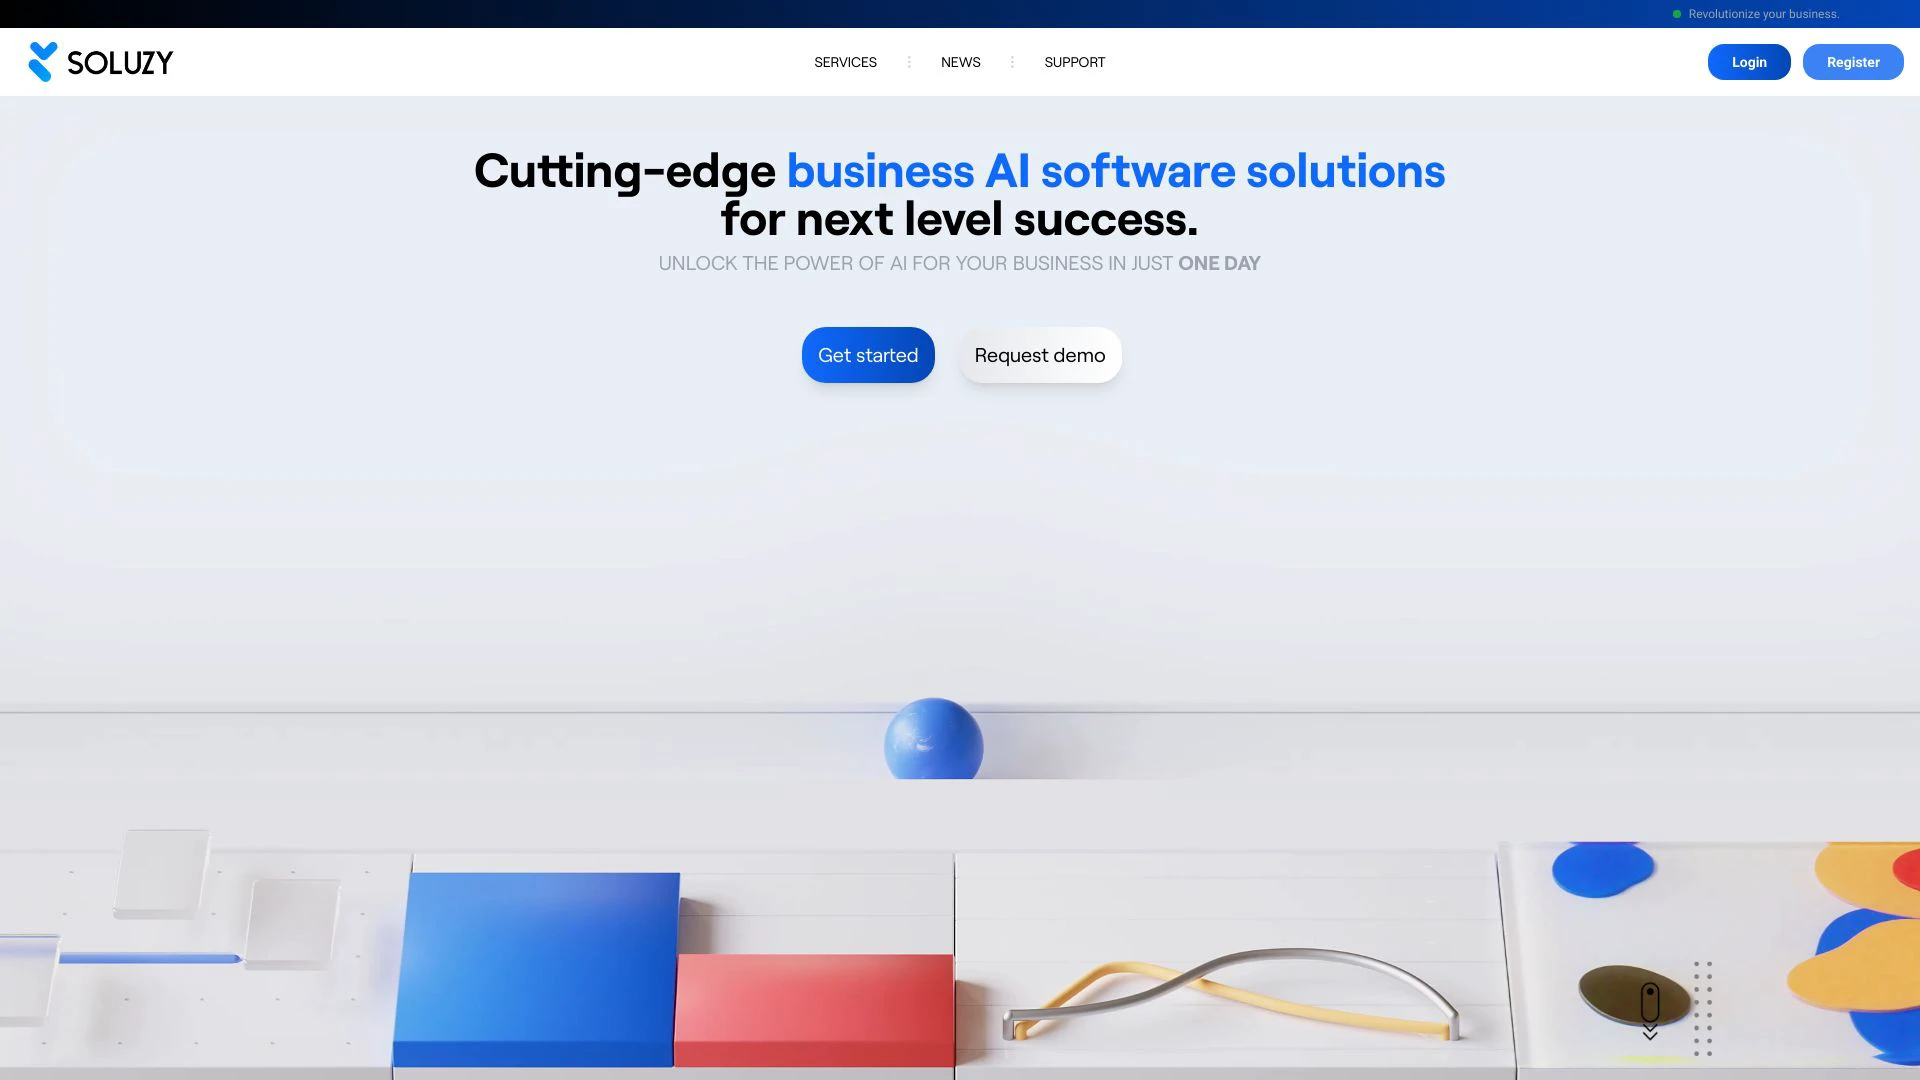 Revolutionize your business.
SOLUZY
SERVICES
NEWS
SUPPORT
Login
Register
Cutting-edge business AI software solutions
for next level success.
UNLOCK THE POWER OF AI FOR YOUR BUSINESS IN JUST ONE DAY
Get started
Request demo